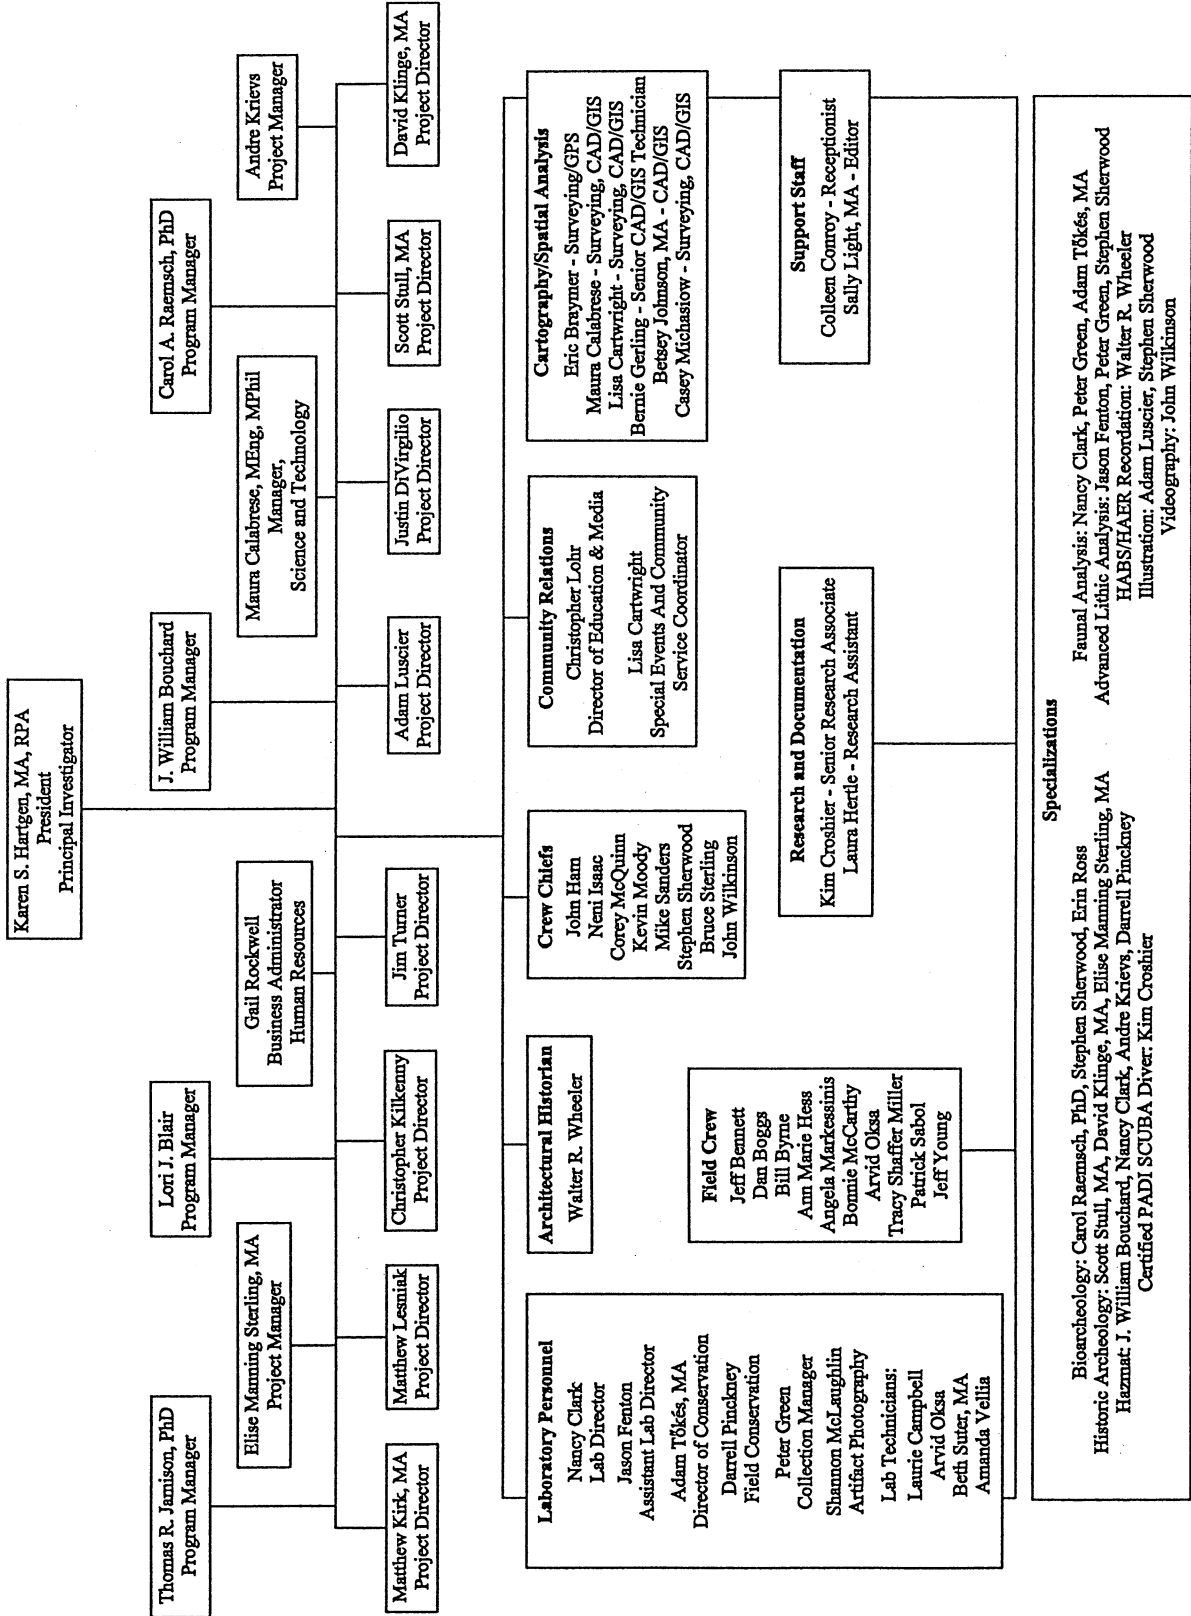 Karen S. Hartgen, MA, RPA
President
Principal Investigator
Thomas R. Jamison, PhD
Program Manager
Lori J. Blair
Program Manager
J. William Bouchard
Program Manager
Carol A. Raemsch, PhD
Program Manager
Elise Manning Sterling, MA
Project Manager
Gail Rockwell
Business Administrator
Human Resources
Maura Calabrese, MEng, MPhil
Manager,
Science and Technology
Andre Krievs
Project Manager
Matthew Kirk, MA
Project Director
Matthew Lesniak
Project Director
Christopher Kilkenny
Project Director
Jim Turner
Project Director
Adam Luscier
Project Director
Justin DiVirgilio
Project Director
Scott Stull, MA
Project Director
David Klinge, MA
Project Director
Laboratory Personnel
Nancy Clark
Lab Director
Jason Fenton
Assistant Lab Director
Adam Tőkés, MA
Director of Conservation
Darrell Pinckney
Field Conservation
Peter Green
Collection Manager
Shannon McLaughlin
Artifact Photography
Lab Technicians:
Laurie Campbell
Arvid Oksa
Beth Suter, MA
Amanda Vellia
Architectural Historian
Walter R. Wheeler
Crew Chiefs
John Ham
Neni Isaac
Corey McQuinn
Kevin Moody
Mike Sanders
Stephen Sherwood
Bruce Sterling
John Wilkinson
Community Relations
Christopher Lohr
Director of Education & Media
Lisa Cartwright
Special Events And Community
Service Coordinator
Cartography/Spatial Analysis
Eric Braymer - Surveying/GPS
Maura Calabrese - Surveying, CAD/GIS
Lisa Cartwright - Surveying, CAD/GIS
Bernie Gerling - Senior CAD/GIS Technician
Betsey Johnson, MA - CAD/GIS
Casey Michasiow - Surveying, CAD/GIS
Field Crew
Jeff Bennett
Dan Boggs
Bill Byrne
Ann Marie Hess
Angela Markessinis
Bonnie McCarthy
Arvid Oksa
Tracy Shaffer Miller
Patrick Sabol
Jeff Young
Research and Documentation
Kim Croshier - Senior Research Associate
Laura Hertle - Research Assistant
Support Staff
Colleen Conroy - Receptionist
Sally Light, MA - Editor
Specializations
Bioarcheology: Carol Raemsch, PhD, Stephen Sherwood, Erin Ross
Historic Archeology: Scott Stull, MA, David Klinge, MA, Elise Manning Sterling, MA
Hazmat: J. William Bouchard, Nancy Clark, Andre Krievs, Darrell Pinckney
Certified PADI SCUBA Diver: Kim Croshier
Faunal Analysis: Nancy Clark, Peter Green, Adam Tőkés, MA
Advanced Lithic Analysis: Jason Fenton, Peter Green, Stephen Sherwood
HABS/HAER Recordation: Walter R. Wheeler
Illustration: Adam Luscier, Stephen Sherwood
Videography: John Wilkinson